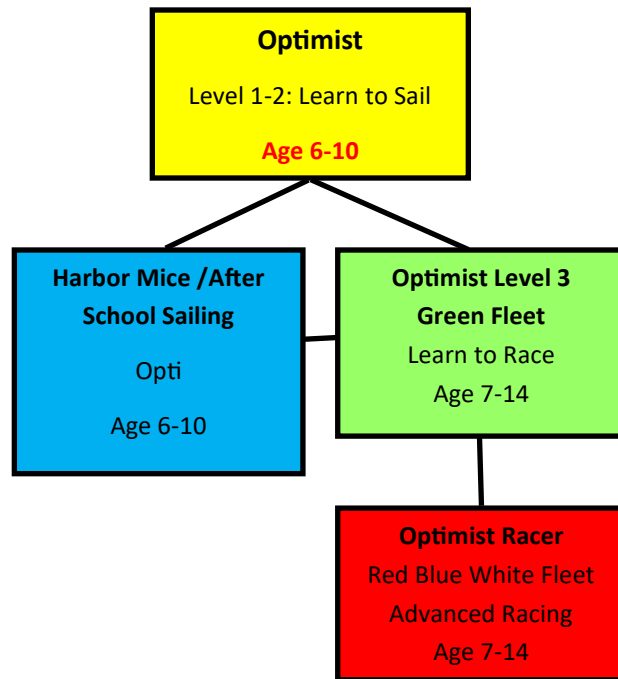 Optimist
Level 1-2: Learn to Sail
Age 6-10
Harbor Mice /After
School Sailing
Opti
Age 6-10
Optimist Level 3
Green Fleet
Learn to Race
Age 7-14
Optimist Racer
Red Blue White Fleet
Advanced Racing
Age 7-14